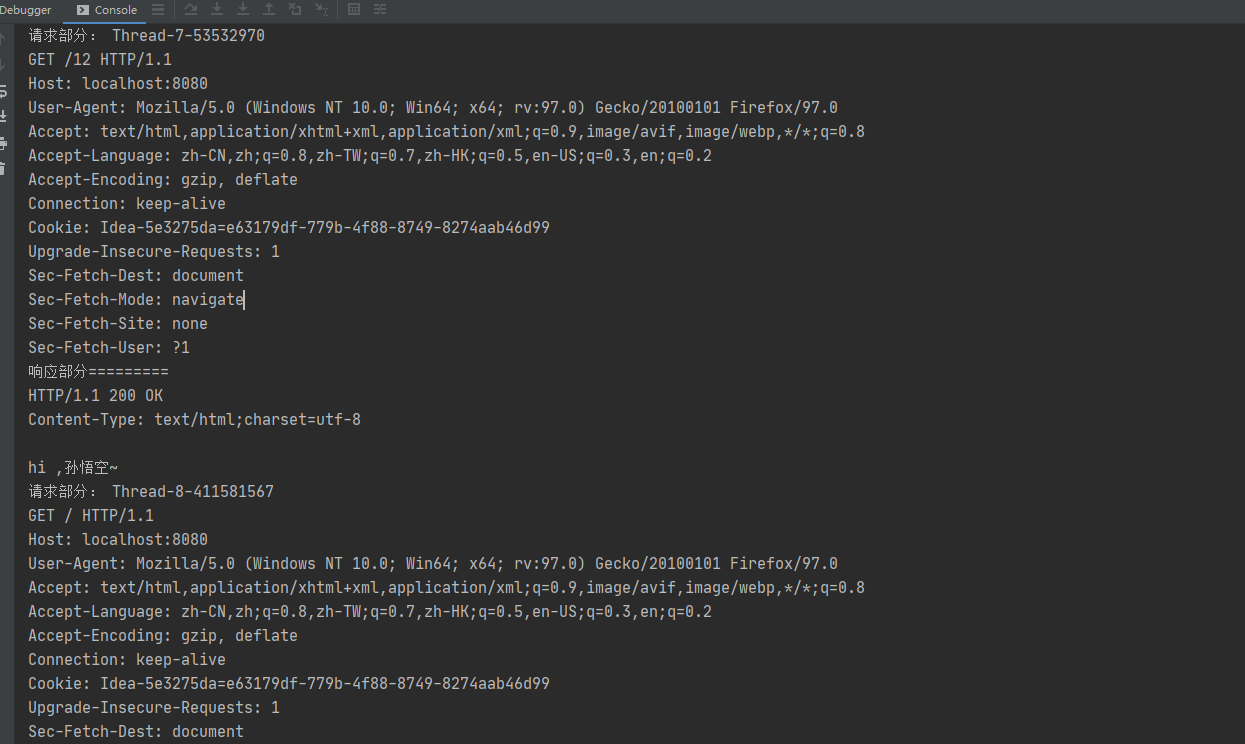 Debugger
Console
请求部分： Thread-7-53532970
GET /12 HTTP/1.1
Host: localhost:8080
User-Agent: Mozilla/5.0 (Windows NT 10.0; Win64; x64; rv:97.0) Gecko/20100101 Firefox/97.0
Accept: text/html,application/xhtml+xml,application/xml;q=0.9,image/avif,image/webp,*/*;q=0.8
Accept-Language: zh-CN,zh;q=0.8,zh-TW;q=0.7,zh-HK;q=0.5,en-US;q=0.3,en;q=0.2
Accept-Encoding: gzip, deflate
Connection: keep-alive
Cookie: Idea-5e3275da=e63179df-779b-4f88-8749-8274aab46d99
Upgrade-Insecure-Requests: 1
Sec-Fetch-Dest: document
Sec-Fetch-Mode: navigate
Sec-Fetch-Site: none
Sec-Fetch-User: ?1
响应部分=========
HTTP/1.1 200 OK
Content-Type: text/html;charset=utf-8
hi ,孙悟空~
请求部分： Thread-8-411581567
GET / HTTP/1.1
Host: localhost:8080
User-Agent: Mozilla/5.0 (Windows NT 10.0; Win64; x64; rv:97.0) Gecko/20100101 Firefox/97.0
Accept: text/html,application/xhtml+xml,application/xml;q=0.9,image/avif,image/webp,*/*;q=0.8
Accept-Language: zh-CN,zh;q=0.8,zh-TW;q=0.7,zh-HK;q=0.5,en-US;q=0.3,en;q=0.2
Accept-Encoding: gzip, deflate
Connection: keep-alive
Cookie: Idea-5e3275da=e63179df-779b-4f88-8749-8274aab46d99
Upgrade-Insecure-Requests: 1
Sec-Fetch-Dest: document